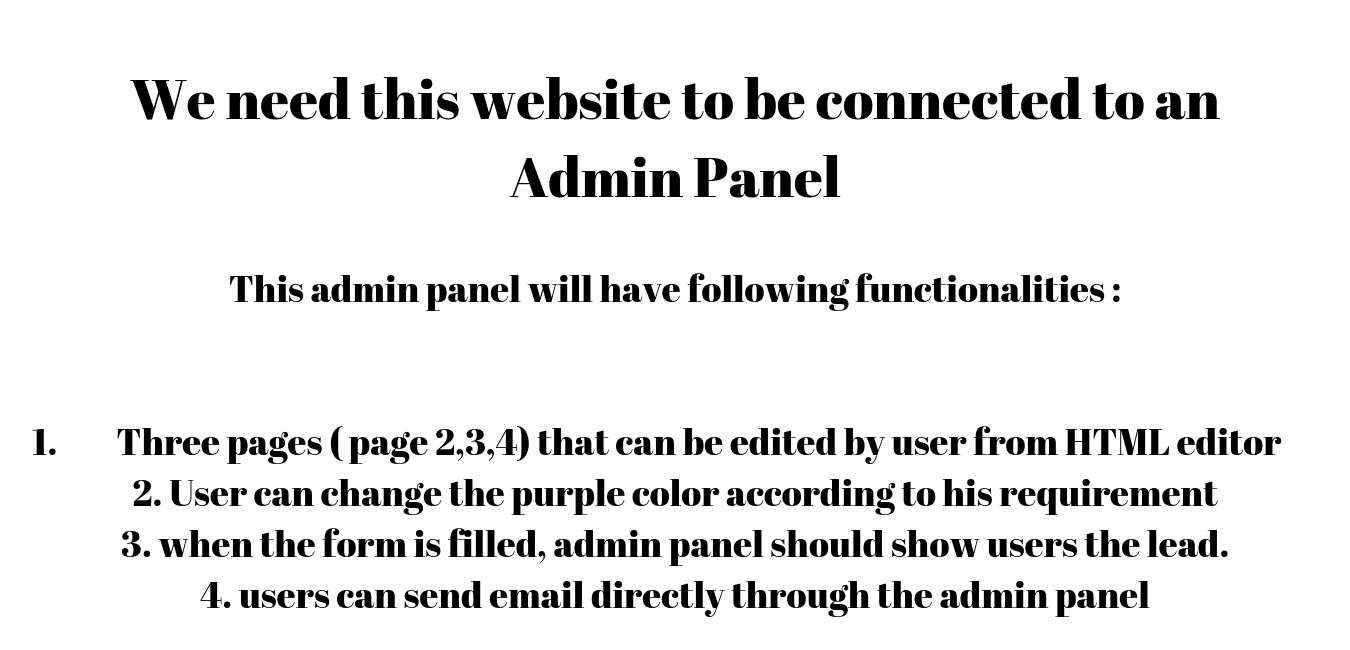 We need this website to be connected to an
Admin Panel
This admin panel will have following functionalities :
1. Three pages ( page 2,3,4) that can be edited by user from HTML editor
2. User can change the purple color according to his requirement
3. when the form is filled, admin panel should show users the lead.
4. users can send email directly through the admin panel